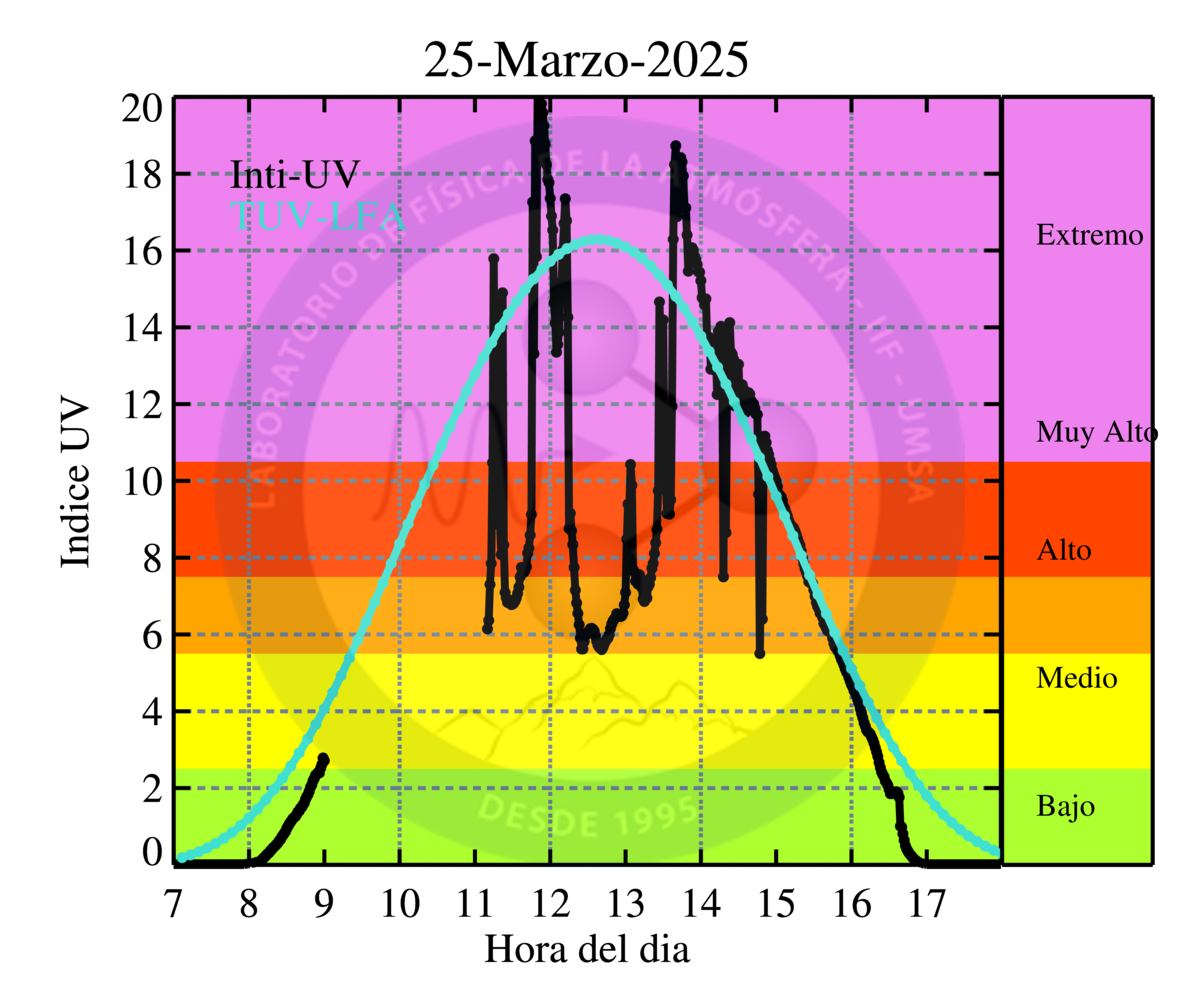 25-Marzo-2025
20
18
16
14
12
10
8
6
4
2
0
Indice UV
Inti-UV
TUV-LFA
LABORATORIO DE FÍSICA DE LA ATMÓSFERA - IIF - UMSA
DESDE 1995
Extremo
Muy Alto
Alto
Medio
Bajo
7 8 9 10 11 12 13 14 15 16 17
Hora del dia